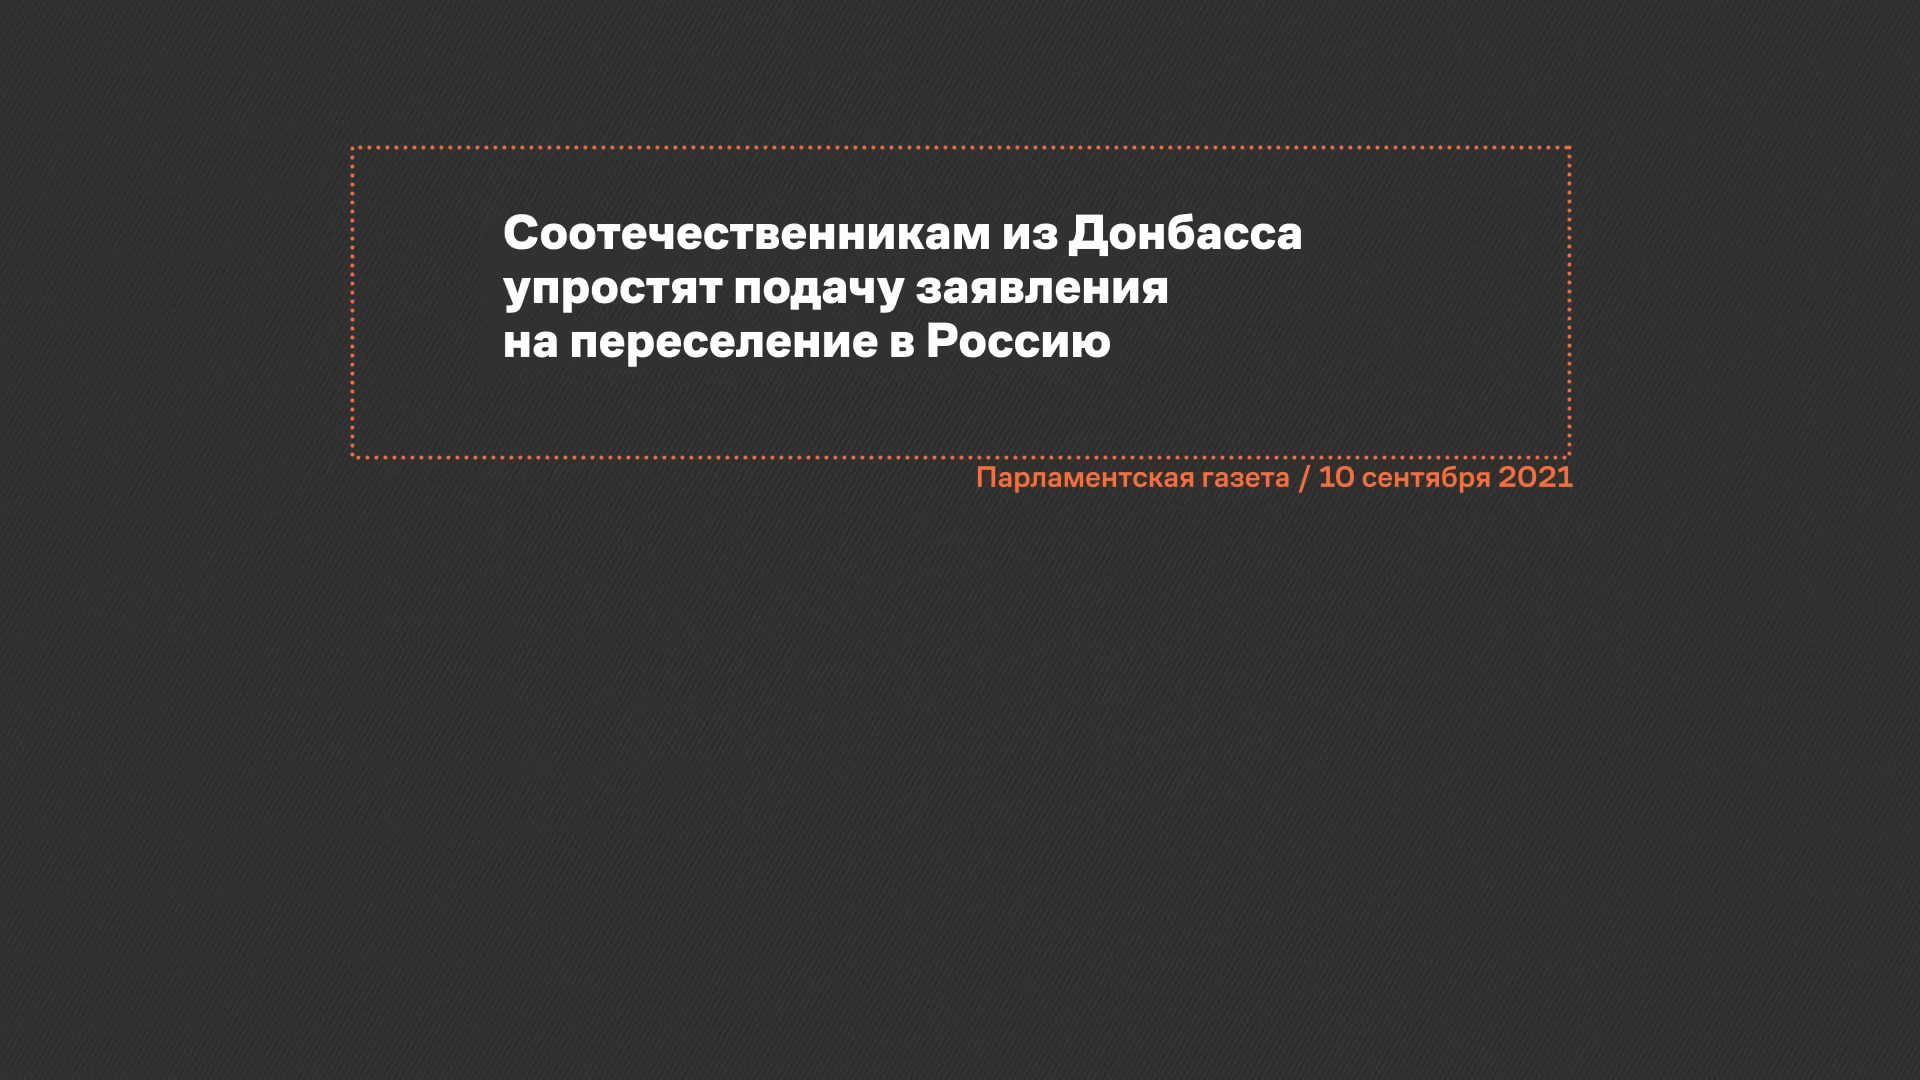 Соотечественникам из Донбасса
упростят подачу заявления
на переселение в Россию
Парламентская газета / 10 сентября 2021